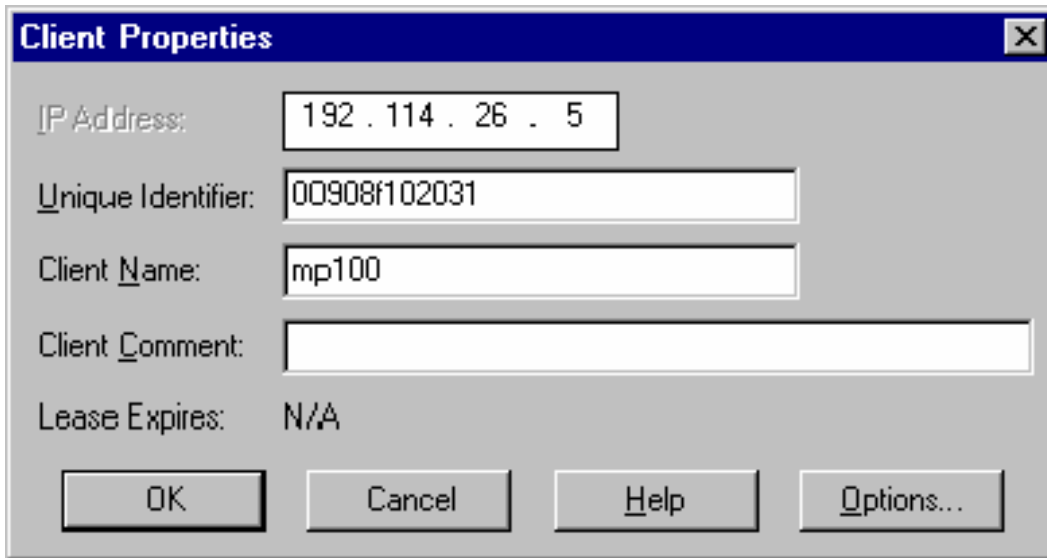 Client Properties
IP Address: 192 . 114 . 26 . 5
Unique Identifier: 00908f102031
Client Name: mp100
Client Comment:
Lease Expires: N/A
OK Cancel Help Options...